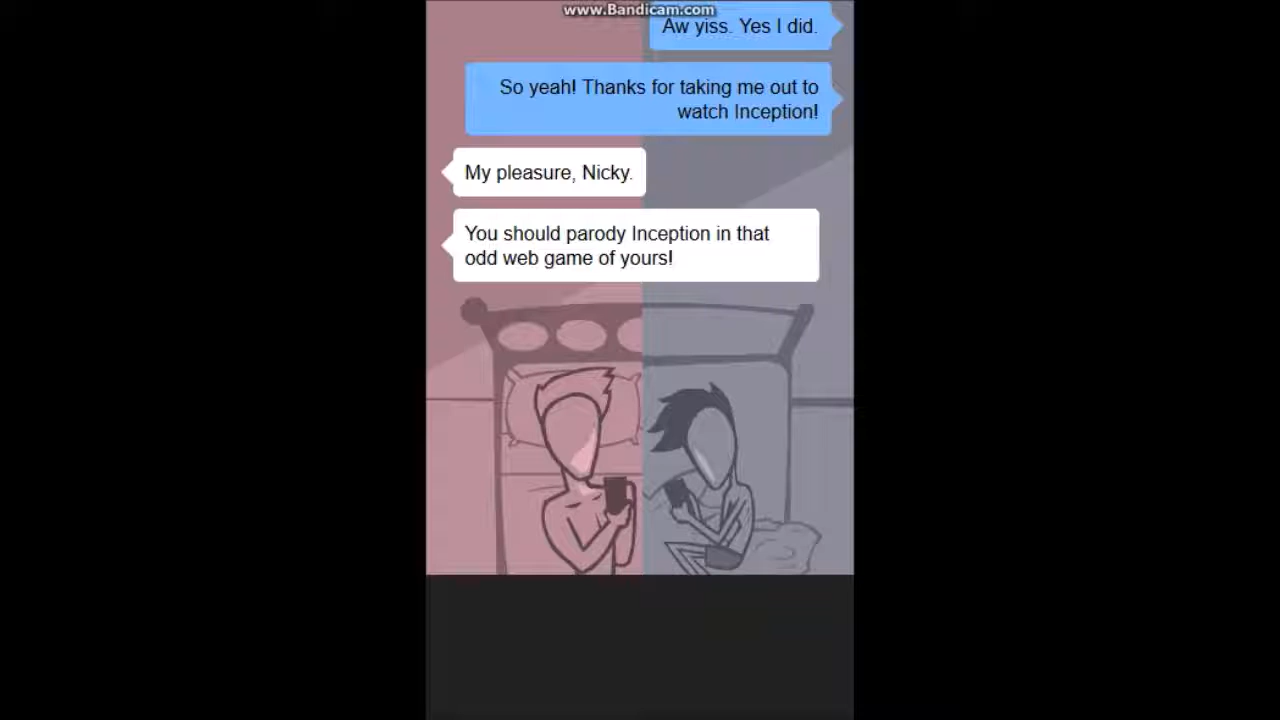 www.Bandicam.com
Aw yiss. Yes I did.
So yeah! Thanks for taking me out to
watch Inception!
My pleasure, Nicky.
You should parody Inception in that
odd web game of yours!